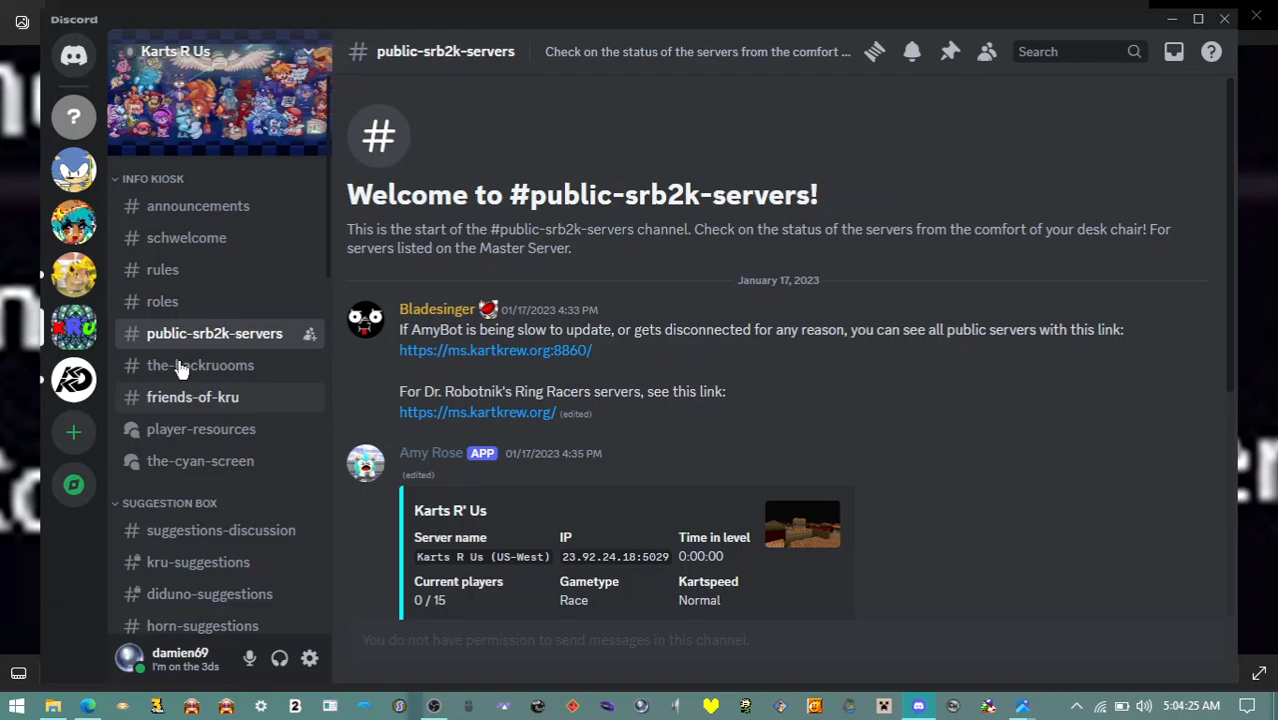 Discord
Karts R Us
INFO KIOSK
announcements
schwelcome
rules
roles
public-srb2k-servers
the-backruooms
friends-of-kru
player-resources
the-cyan-screen
SUGGESTION BOX
suggestions-discussion
kru-suggestions
diduno-suggestions
horn-suggestions
damien69
I'm on the 3ds
KRU
?
public-srb2k-servers
Check on the status of the servers from the comfort ...
Search
Welcome to #public-srb2k-servers!
This is the start of the #public-srb2k-servers channel. Check on the status of the servers from the comfort of your desk chair! For
servers listed on the Master Server.
January 17, 2023
Bladesinger 01/17/2023 4:33 PM
If AmyBot is being slow to update, or gets disconnected for any reason, you can see all public servers with this link:
https://ms.kartkrew.org:8860/
For Dr. Robotnik's Ring Racers servers, see this link:
https://ms.kartkrew.org/ (edited)
Amy Rose APP 01/17/2023 4:35 PM
(edited)
Karts R' Us
Server name IP Time in level
Karts R Us (US-West) 23.92.24.18:5029 0:00:00
Current players Gametype Kartspeed
0 / 15 Race Normal
You do not have permission to send messages in this channel.
5:04:25 AM